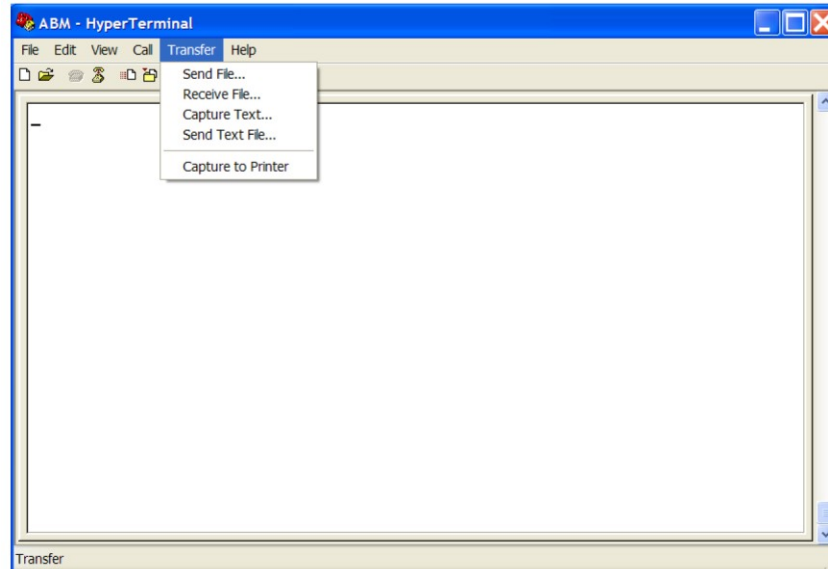 ABM - HyperTerminal
File Edit View Call Transfer Help
Send File...
Receive File...
Capture Text...
Send Text File...
Capture to Printer
Transfer